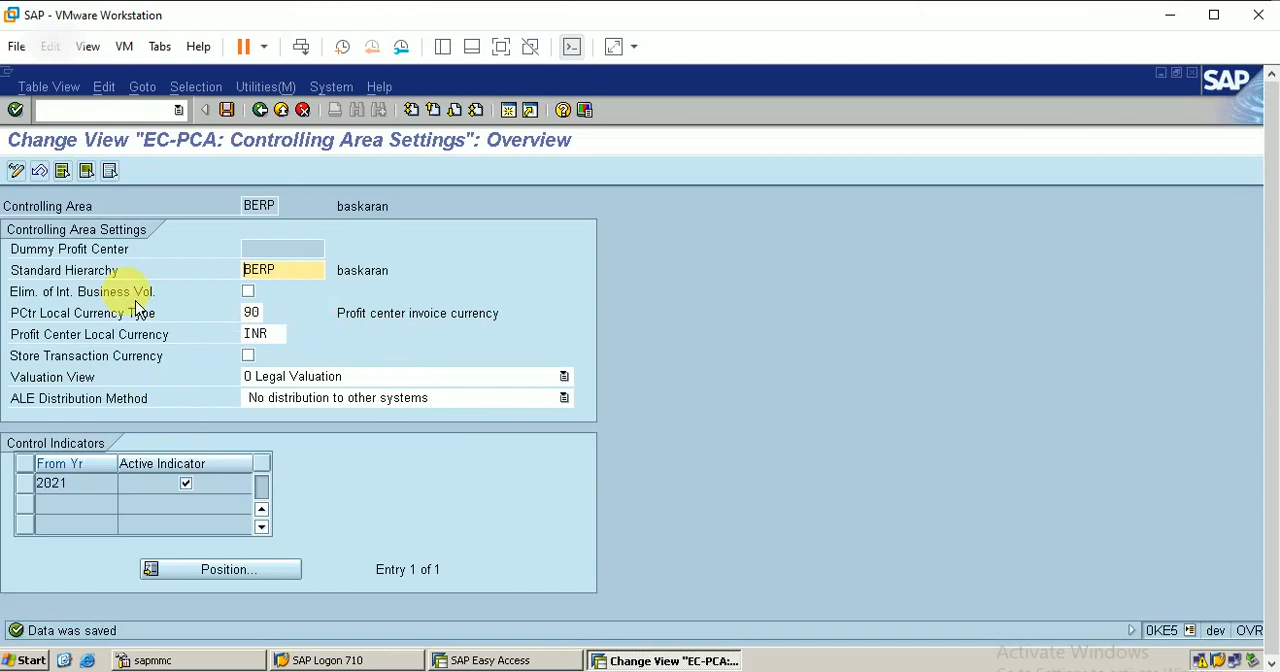 SAP - VMware Workstation
File Edit View VM Tabs Help
Table View Edit Goto Selection Utilities(M) System Help
SAP
Change View "EC-PCA: Controlling Area Settings": Overview
Controlling Area BERP baskaran
Controlling Area Settings
Dummy Profit Center
Standard Hierarchy BERP baskaran
Elim. of Int. Business Vol.
PCtr Local Currency Type 90 Profit center invoice currency
Profit Center Local Currency INR
Store Transaction Currency
Valuation View 0 Legal Valuation
ALE Distribution Method No distribution to other systems
Control Indicators
From Yr Active Indicator
2021
Position... Entry 1 of 1
Data was saved 0KE5 dev OVR
Activate Windows
Start sapmmc SAP Logon 710 SAP Easy Access Change View "EC-PCA:...